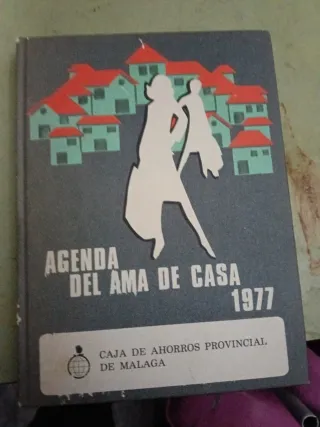 AGENDA
DEL AMA DE CASA
1977
CAJA DE AHORROS PROVINCIAL
DE MALAGA